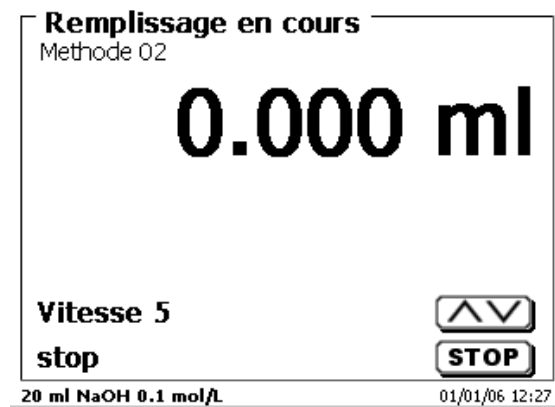 Remplissage en cours
Methode 02
0.000 ml
Vitesse 5
stop STOP
20 ml NaOH 0.1 mol/L 01/01/06 12:27